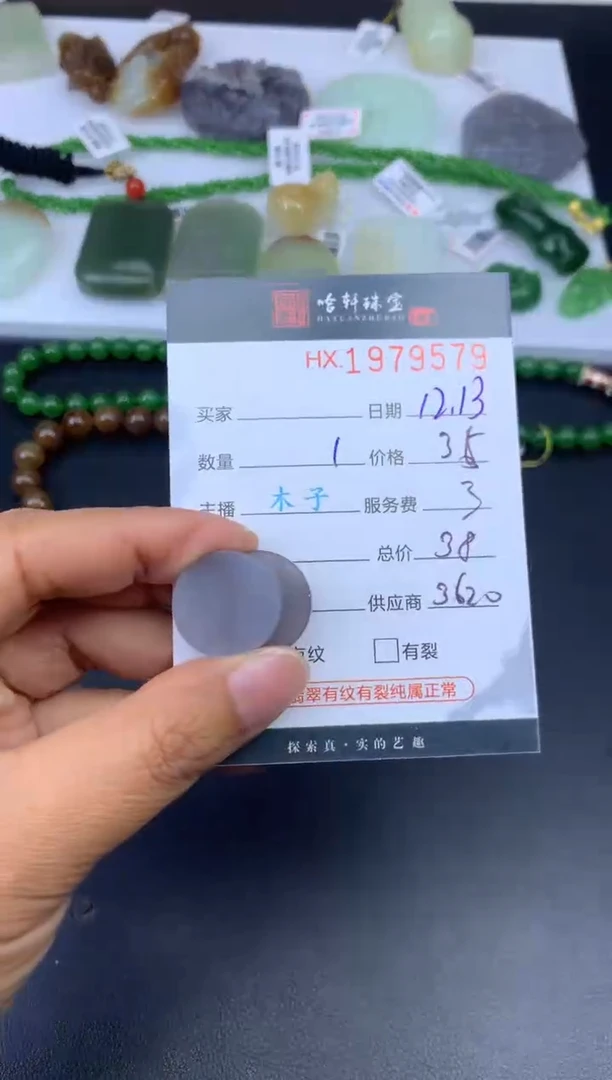 哈轩珠宝
HX.1979579
买家 日期 12.13
数量 1 价格 35
主播 木子 服务费 3
总价 38
供应商 3620
有纹 有裂
翡翠有纹有裂纯属正常
探索真·实的艺趣